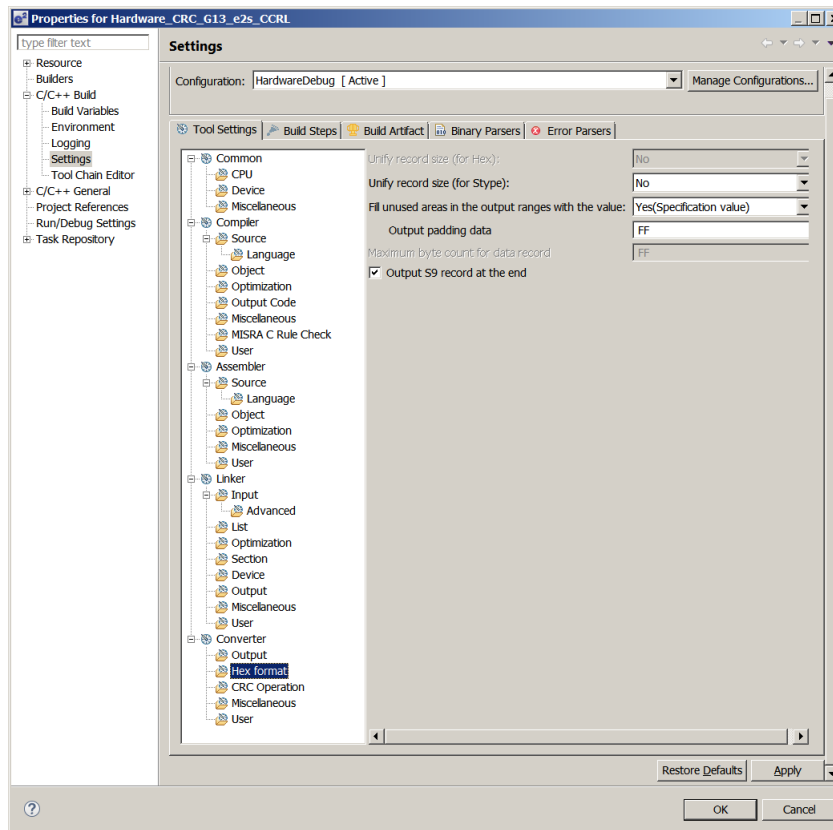 e² Properties for Hardware_CRC_G13_e2s_CCRL
type filter text
Resource
Builders
C/C++ Build
Build Variables
Environment
Logging
Settings
Tool Chain Editor
C/C++ General
Project References
Run/Debug Settings
Task Repository
Settings
Configuration: HardwareDebug [ Active ] Manage Configurations...
Tool Settings Build Steps Build Artifact Binary Parsers Error Parsers
Common
CPU
Device
Miscellaneous
Compiler
Source
Language
Object
Optimization
Output Code
Miscellaneous
MISRA C Rule Check
User
Assembler
Source
Language
Object
Optimization
Miscellaneous
User
Linker
Input
Advanced
List
Optimization
Section
Device
Output
Miscellaneous
User
Converter
Output
Hex format
CRC Operation
Miscellaneous
User
Unify record size (for Hex): No
Unify record size (for Stype): No
Fill unused areas in the output ranges with the value: Yes(Specification value)
Output padding data FF
Maximum byte count for data record FF
Output S9 record at the end
Restore Defaults Apply
? OK Cancel